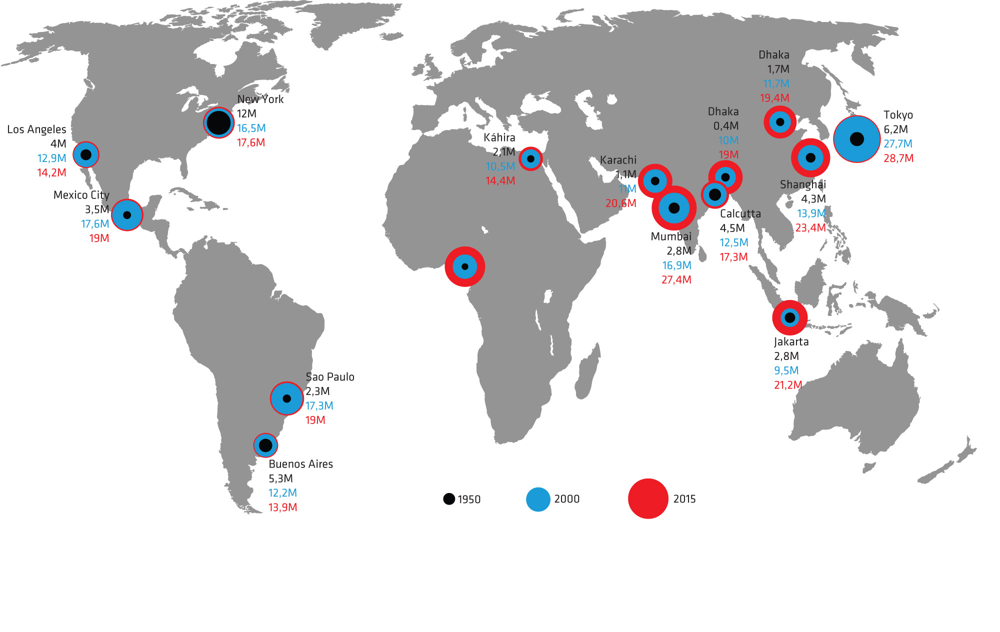 Dhaka
1,7M
11,7M
19,4M
New York
12M
16,5M
17,6M
Dhaka
0,4M
10M
19M
Tokyo
6,2M
27,7M
28,7M
Los Angeles
4M
12,9M
14,2M
Káhira
2,1M
10,5M
14,4M
Karachi
1,1M
11M
20,6M
Shanghai
4,3M
13,9M
23,4M
Mexico City
3,5M
17,6M
19M
Calcutta
4,5M
12,5M
17,3M
Mumbai
2,8M
16,9M
27,4M
Jakarta
2,8M
9,5M
21,2M
Sao Paulo
2,3M
17,3M
19M
Buenos Aires
5,3M
12,2M
13,9M
1950
2000
2015